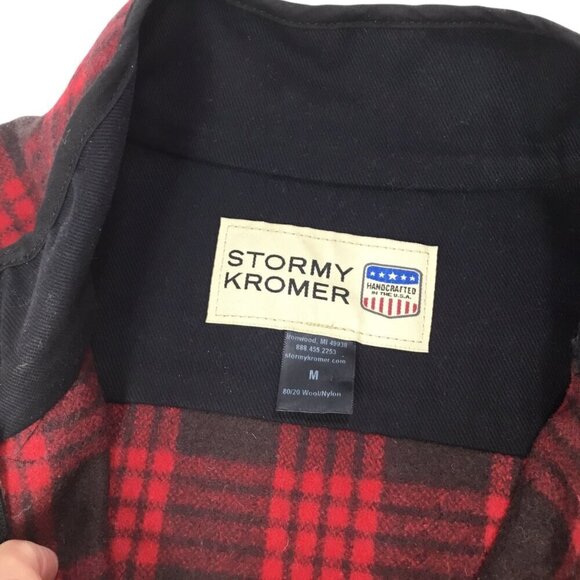 STORMY
KROMER
HANDCRAFTED
IN THE U.S.A.
Ironwood, MI 49938
888 455 2253
stormykromer.com
M
80/20 Wool/Nylon